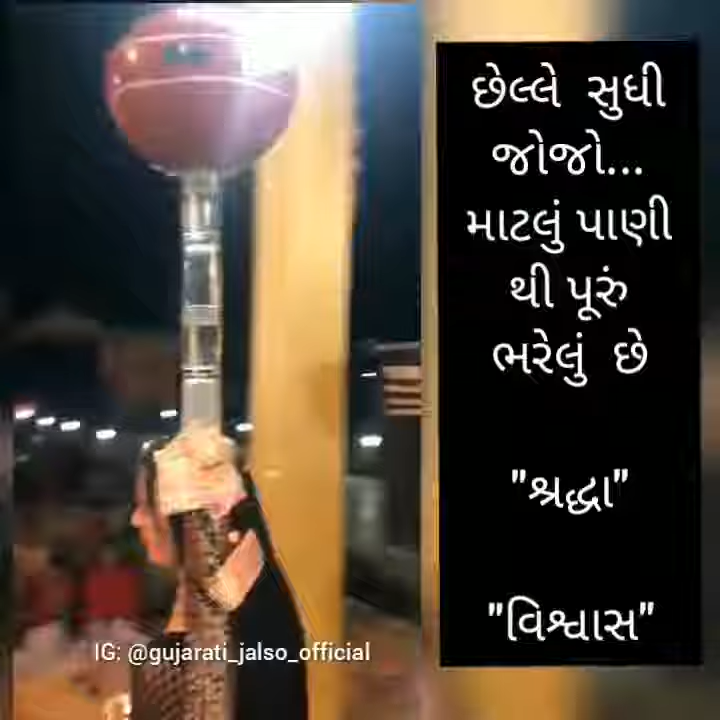 છેલ્લે સુધી
જોજો...
માટલું પાણી
થી પૂરું
ભરેલું છે
"શ્રદ્ધા"
"વિશ્વાસ"
IG: @gujarati_jalso_official